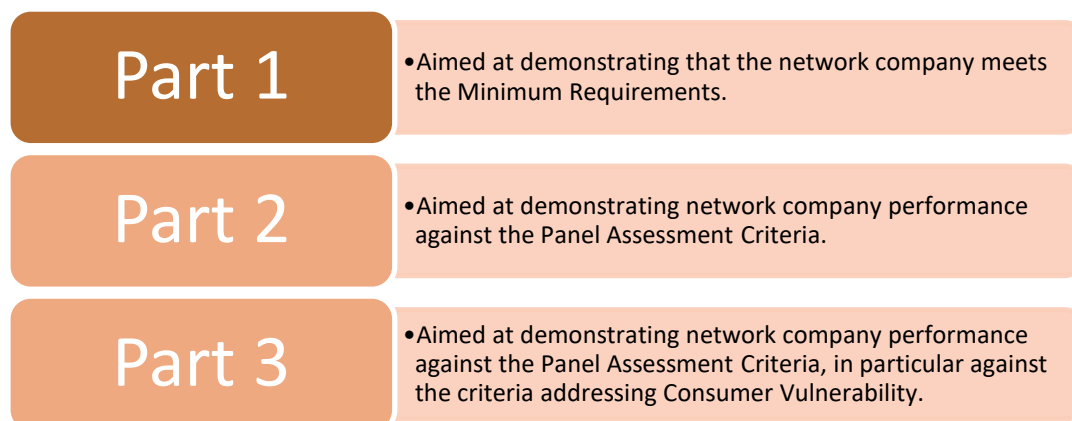 Part 1
•Aimed at demonstrating that the network company meets
the Minimum Requirements.
Part 2
•Aimed at demonstrating network company performance
against the Panel Assessment Criteria.
Part 3
•Aimed at demonstrating network company performance
against the Panel Assessment Criteria, in particular against
the criteria addressing Consumer Vulnerability.